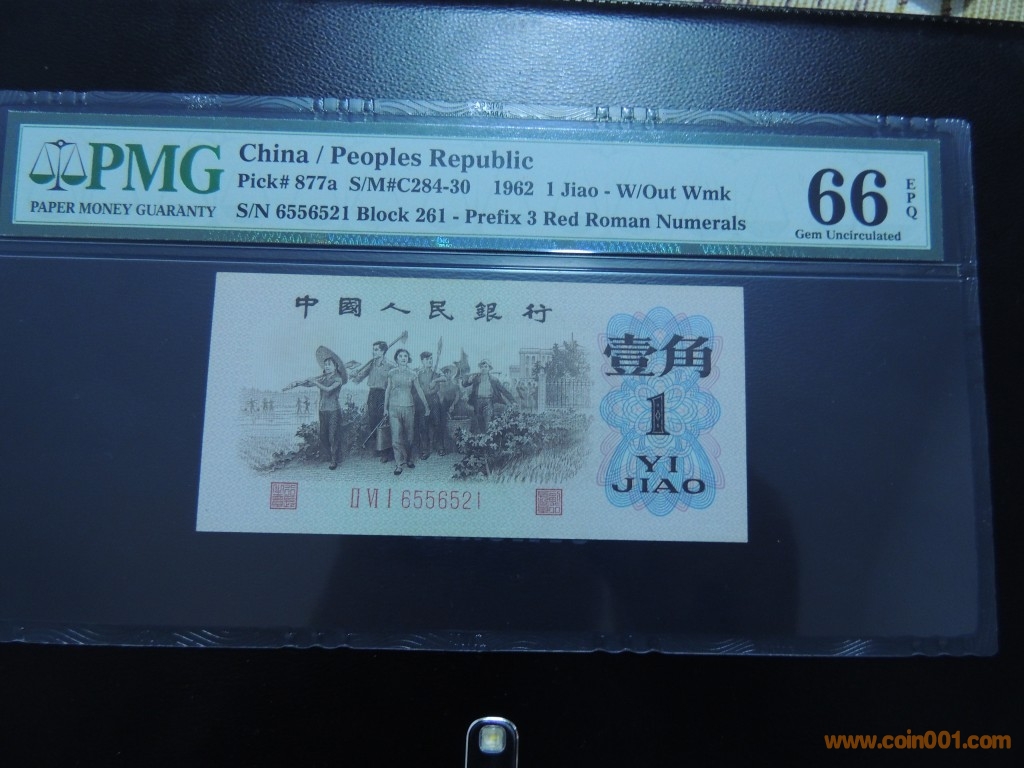 PMG
PAPER MONEY GUARANTY
China / Peoples Republic
Pick# 877a S/M#C284-30 1962 1 Jiao - W/Out Wmk
S/N 6556521 Block 261 - Prefix 3 Red Roman Numerals
66
EPQ
Gem Uncirculated
中國人民銀行
壹角
1
YI
JIAO
II VI I 6556521
www.coin001.com